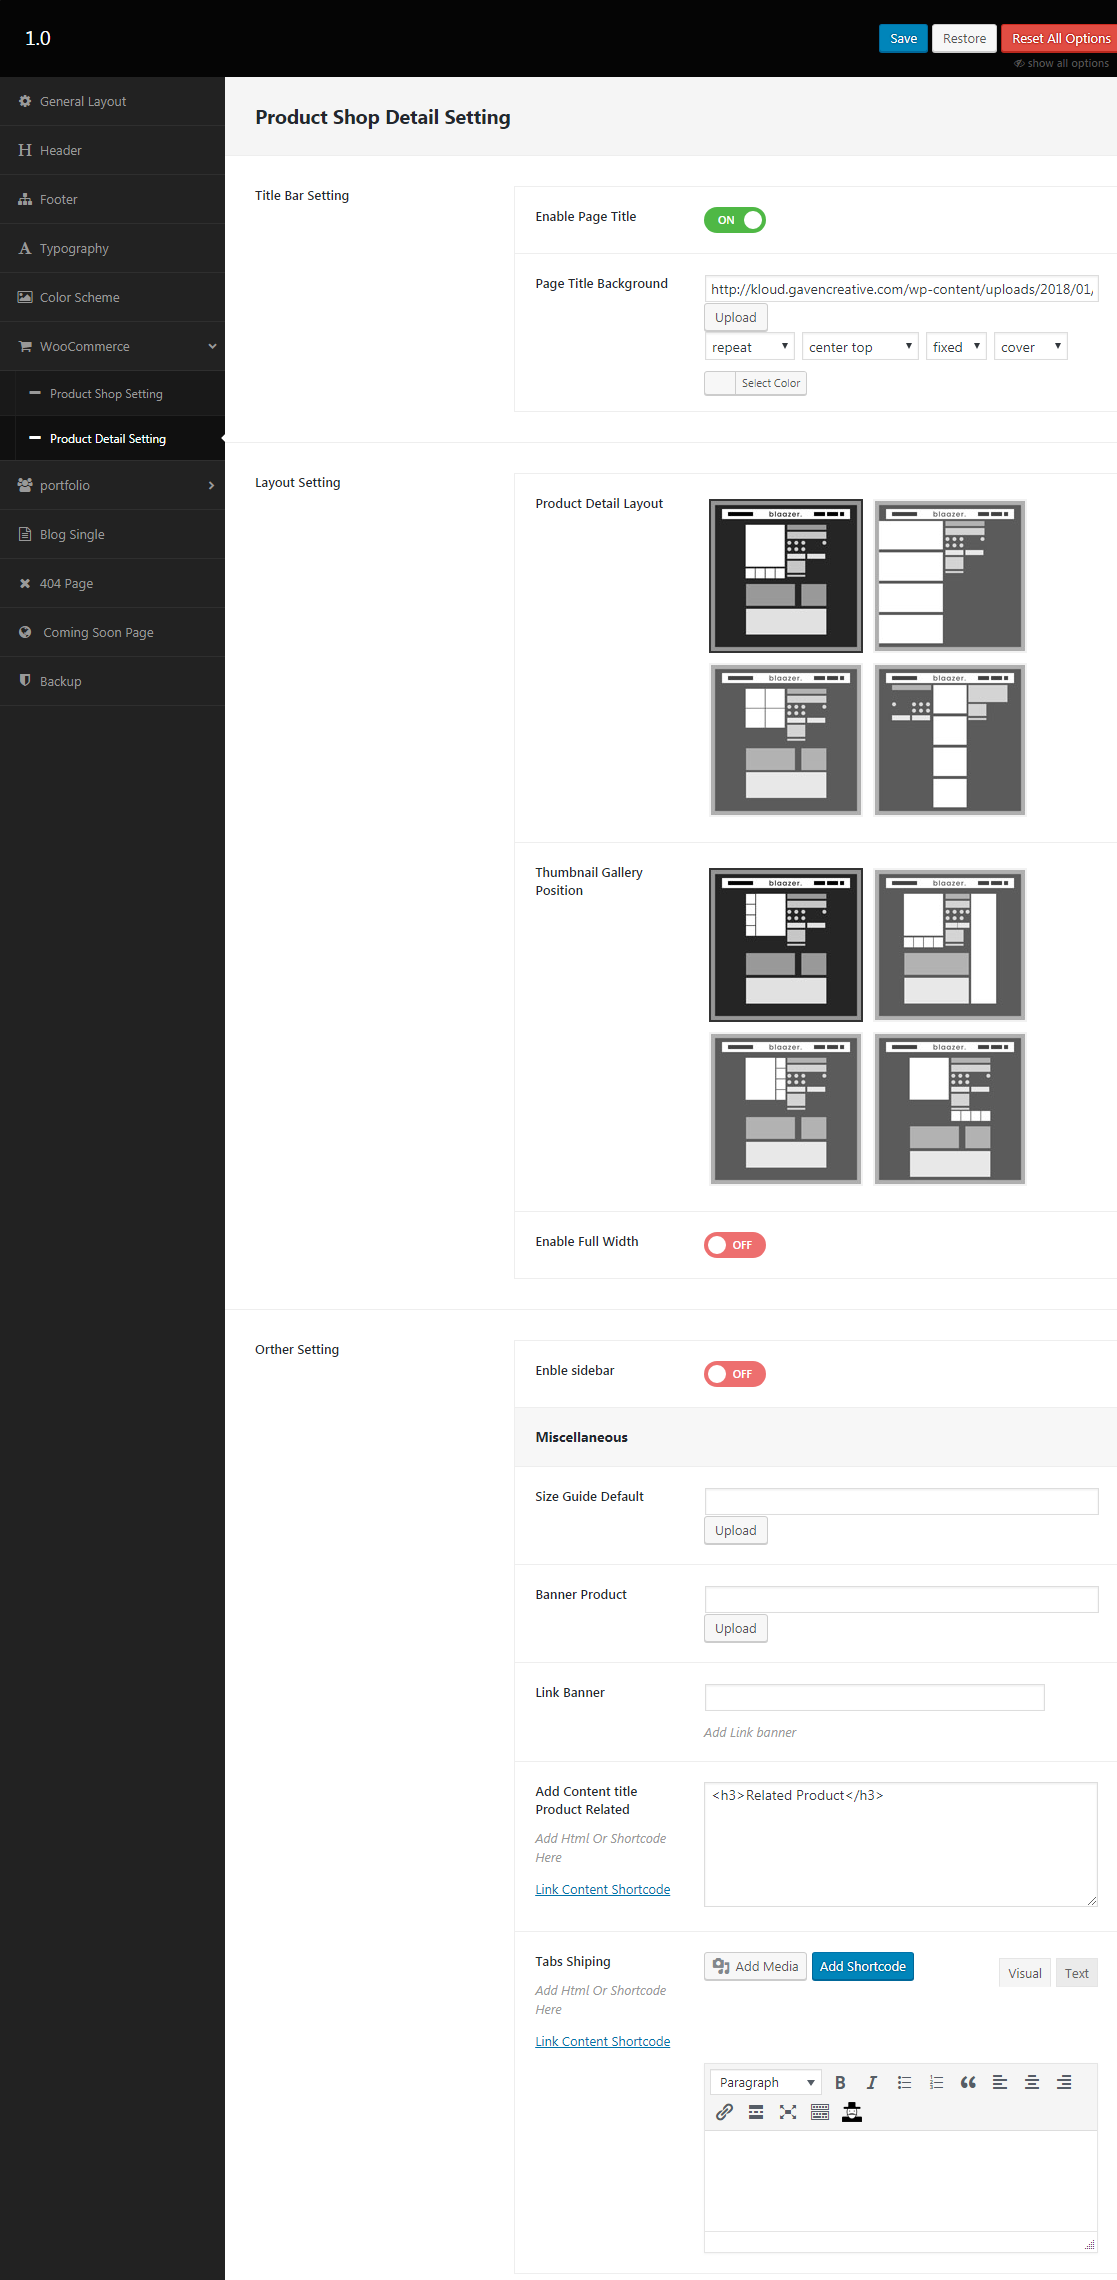 1.0
Save
Restore
Reset All Options
show all options
General Layout
Header
Footer
Typography
Color Scheme
WooCommerce
Product Shop Setting
Product Detail Setting
portfolio
Blog Single
404 Page
Coming Soon Page
Backup
Product Shop Detail Setting
Title Bar Setting
Enable Page Title
ON
Page Title Background
http://kloud.gavencreative.com/wp-content/uploads/2018/01/
Upload
repeat
center top
fixed
cover
Select Color
Layout Setting
Product Detail Layout
blaazer.
blaazer.
blaazer.
blaazer.
Thumbnail Gallery
Position
blaazer.
blaazer.
blaazer.
blaazer.
Enable Full Width
OFF
Orther Setting
Enble sidebar
OFF
Miscellaneous
Size Guide Default
Upload
Banner Product
Upload
Link Banner
Add Link banner
Add Content title
Product Related
Add Html Or Shortcode
Here
Link Content Shortcode
<h3>Related Product</h3>
Tabs Shiping
Add Html Or Shortcode
Here
Link Content Shortcode
Add Media
Add Shortcode
Visual
Text
Paragraph
B
I